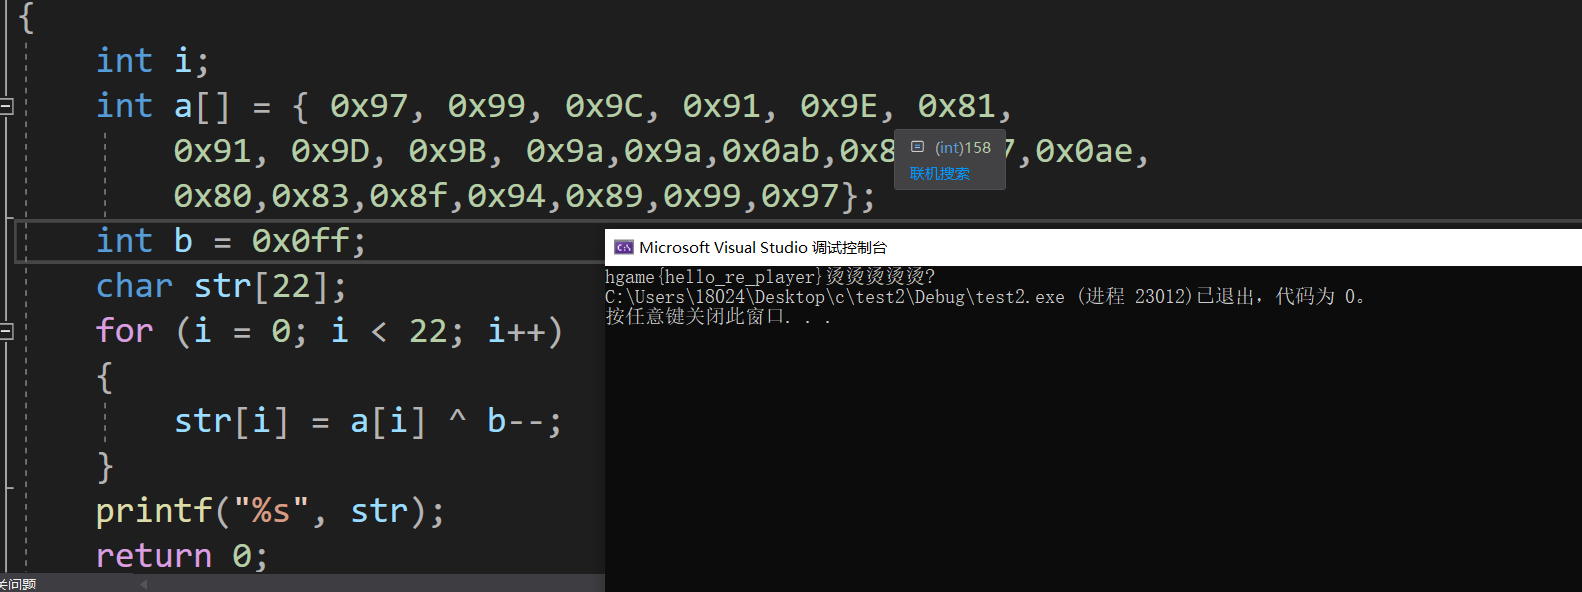 {
int i;
int a[] = { 0x97, 0x99, 0x9C, 0x91, 0x9E, 0x81,
0x91, 0x9D, 0x9B, 0x9a,0x9a,0x0ab,0x8 7,0x0ae,
0x80,0x83,0x8f,0x94,0x89,0x99,0x97};
(int)158
联机搜索
int b = 0x0ff;
char str[22];
for (i = 0; i < 22; i++)
{
str[i] = a[i] ^ b--;
}
printf("%s", str);
return 0;
关问题
Microsoft Visual Studio 调试控制台
hgame{hello_re_player}烫烫烫烫烫?
C:\Users\18024\Desktop\c\test2\Debug\test2.exe (进程 23012)已退出，代码为 0。
按任意键关闭此窗口. . .